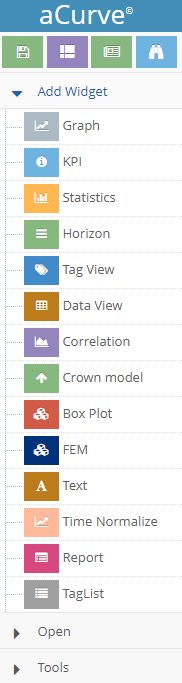 aCurve©
Add Widget
Graph
KPI
Statistics
Horizon
Tag View
Data View
Correlation
Crown model
Box Plot
FEM
Text
Time Normalize
Report
TagList
Open
Tools